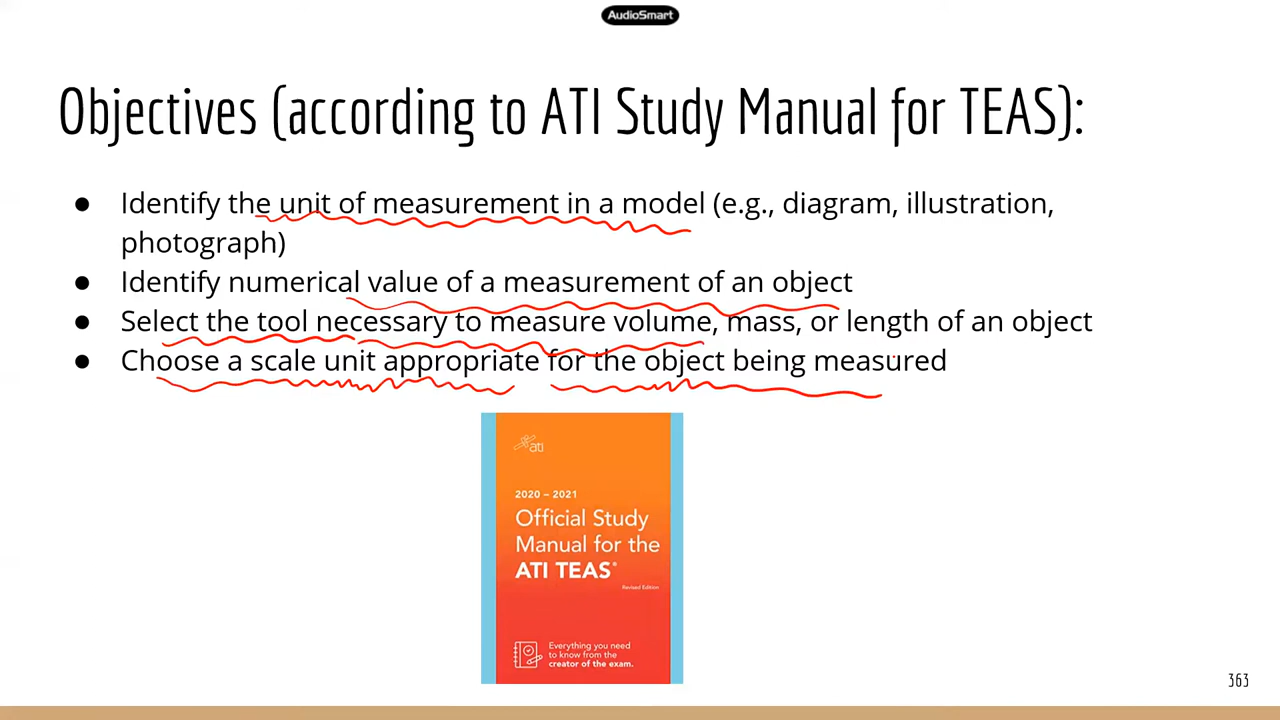 AudioSmart
Objectives (according to ATI Study Manual for TEAS):
● Identify the unit of measurement in a model (e.g., diagram, illustration,
photograph)
● Identify numerical value of a measurement of an object
● Select the tool necessary to measure volume, mass, or length of an object
● Choose a scale unit appropriate for the object being measured
ati
2020 – 2021
Official Study
Manual for the
ATI TEAS®
Revised Edition
Everything you need
to know from the
creator of the exam.
363